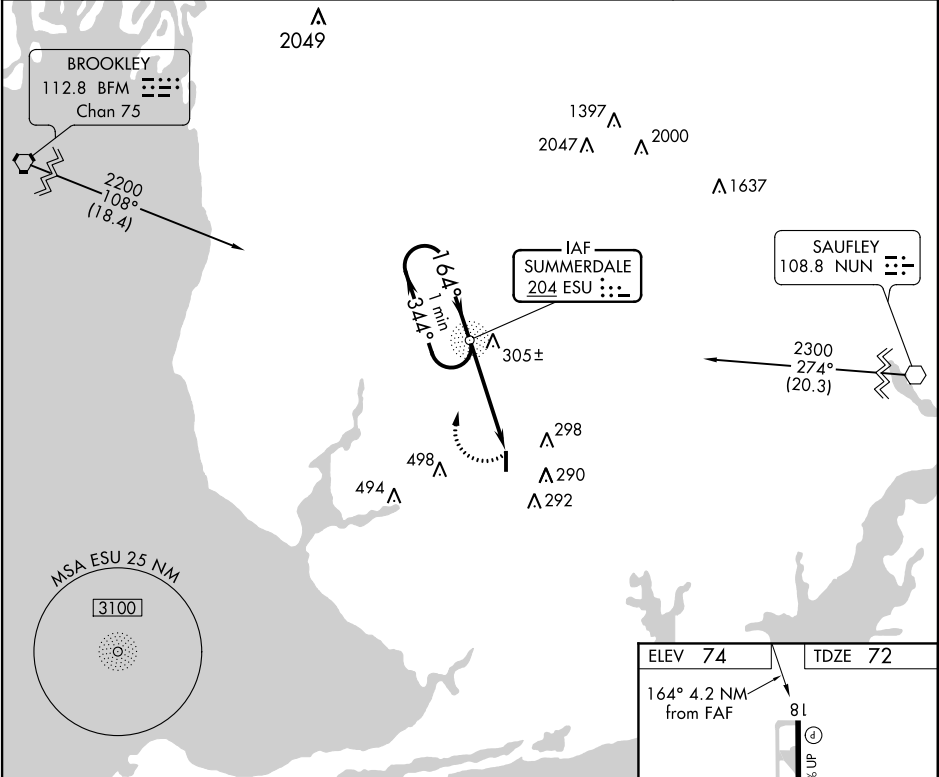 2049
BROOKLEY
112.8 BFM
Chan 75
1397
2047
2000
1637
2200
108°
(18.4)
IAF
SUMMERDALE
204 ESU
SAUFLEY
108.8 NUN
164°
1 min
344°
305±
2300
274°
(20.3)
298
498
290
494
292
MSA ESU 25 NM
3100
ELEV 74
TDZE 72
164° 4.2 NM
from FAF
18
P
% UP